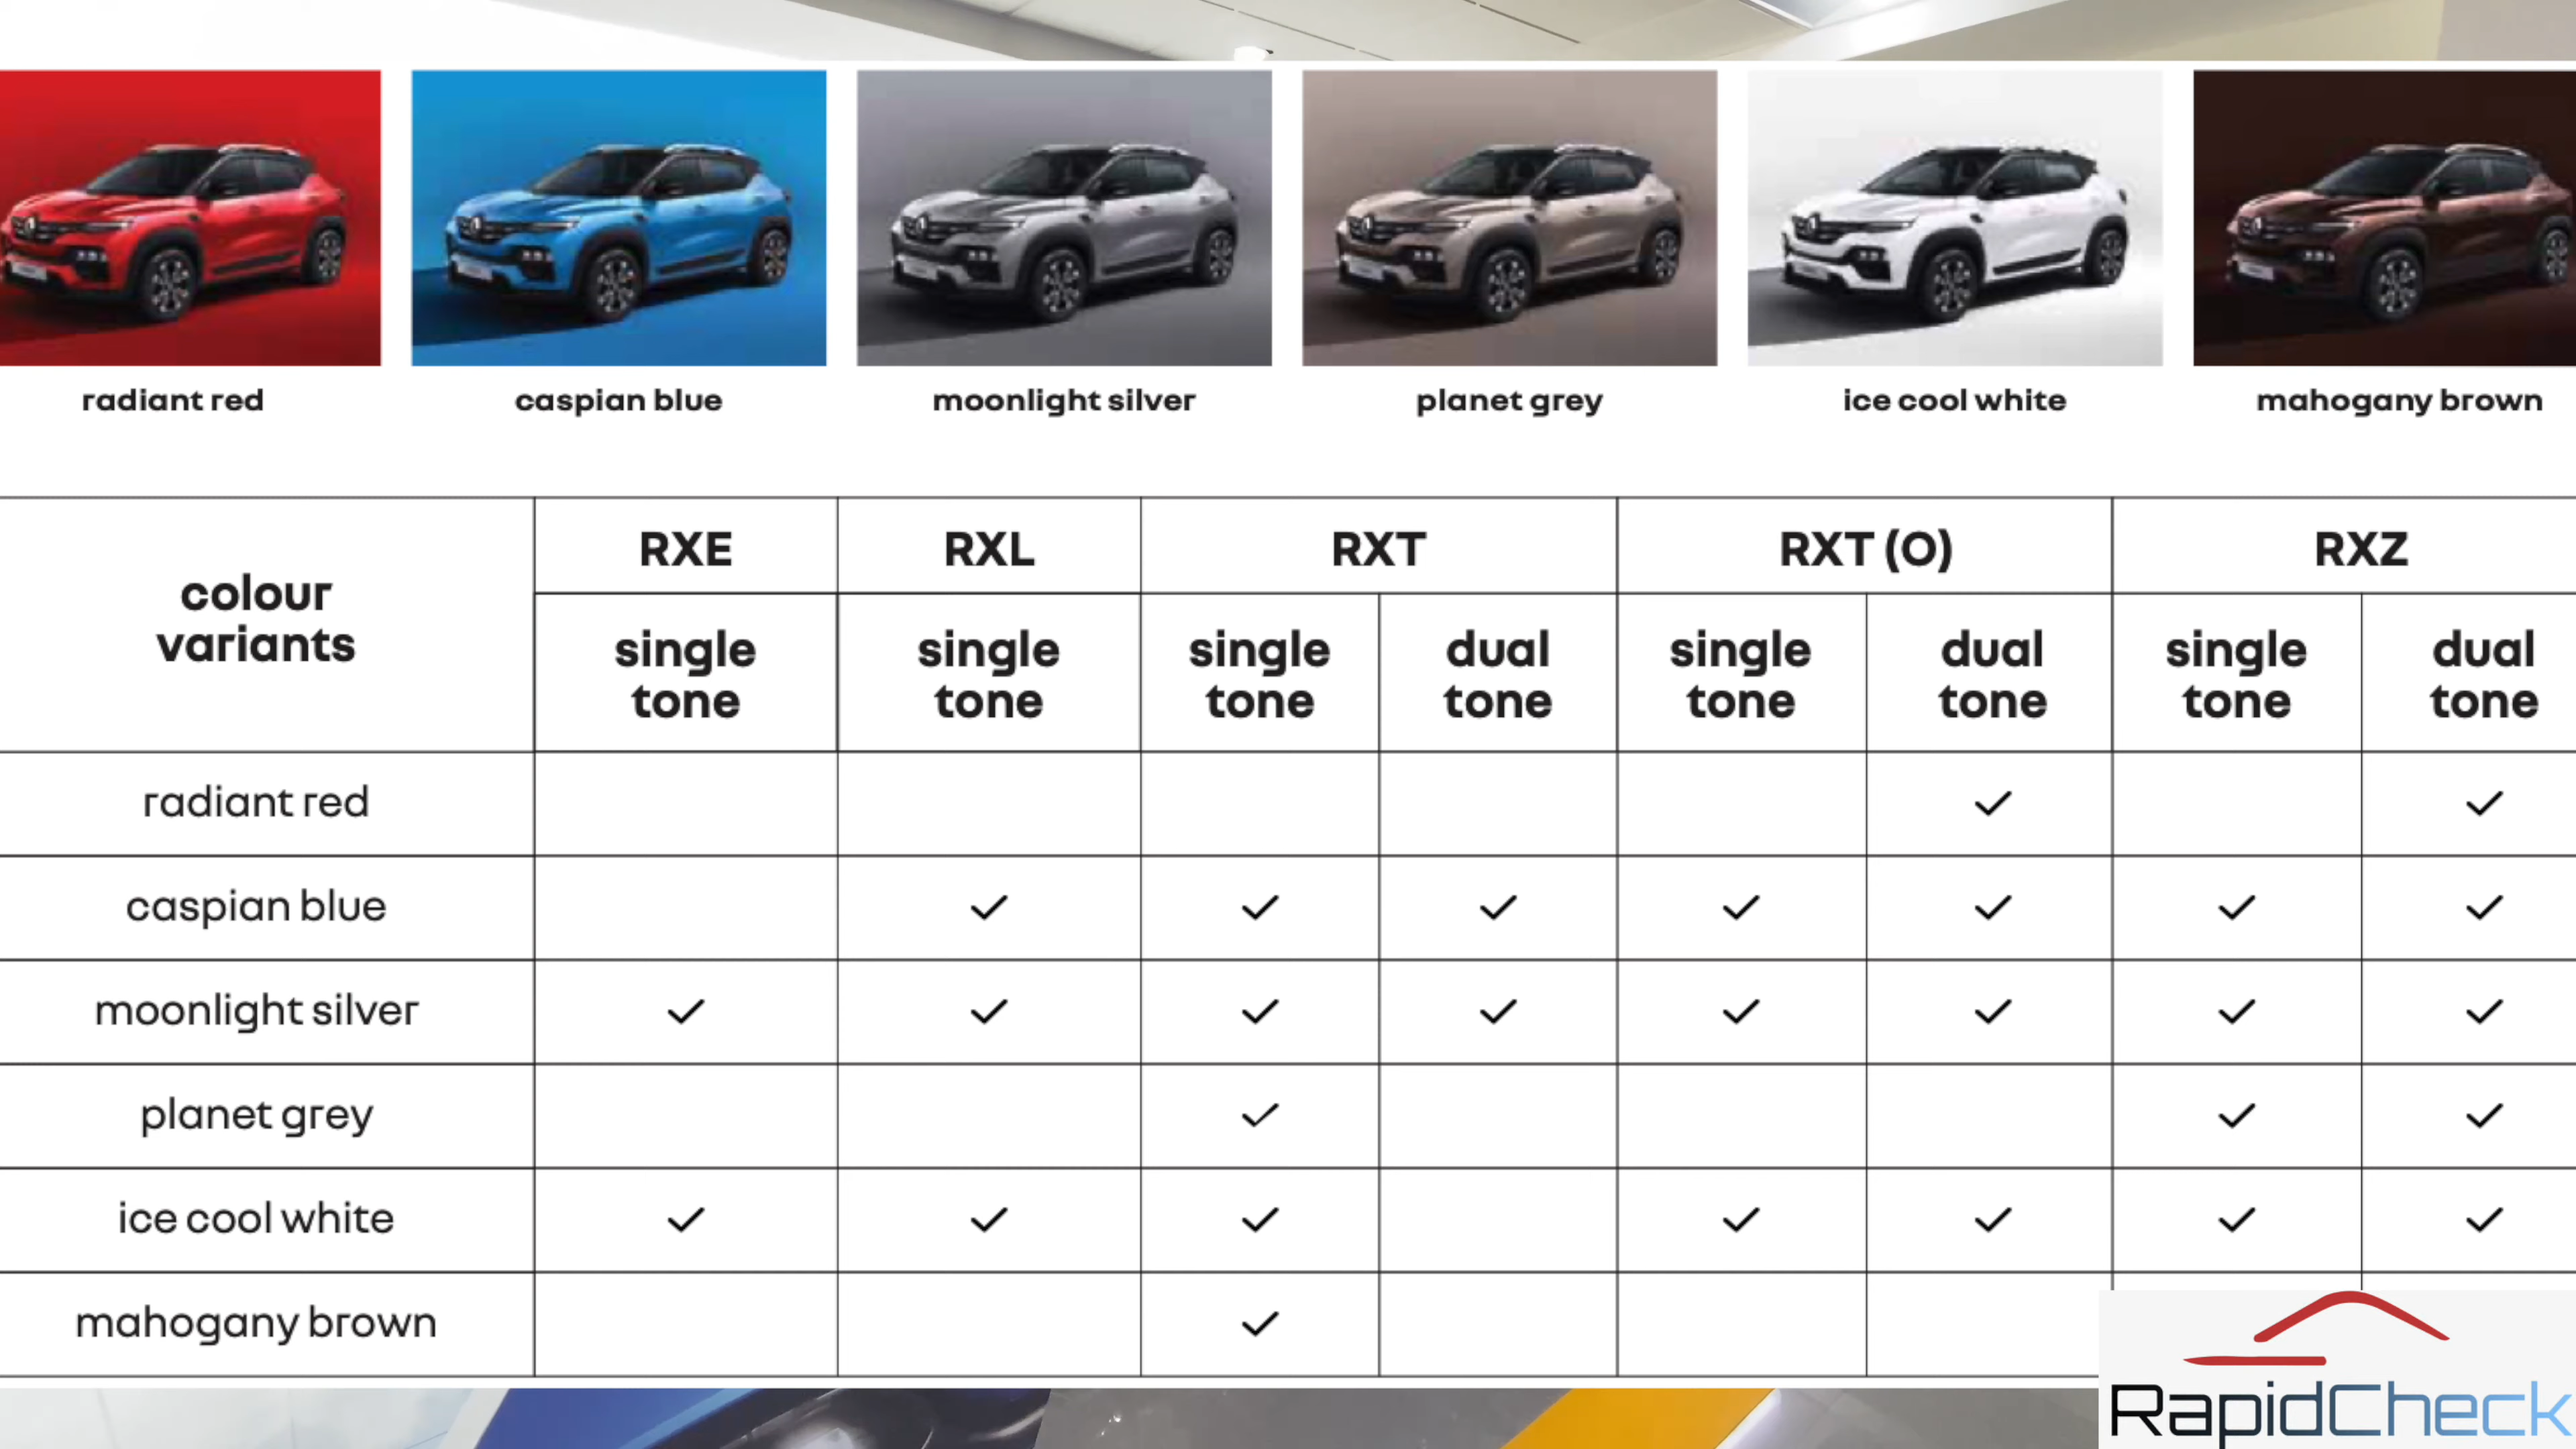 radiant red
caspian blue
moonlight silver
planet grey
ice cool white
mahogany brown
colour variants
RXE
RXL
RXT
RXT (O)
RXZ
single tone
single tone
single tone
dual tone
single tone
dual tone
single tone
dual tone
radiant red ✓ ✓
caspian blue ✓ ✓ ✓ ✓ ✓ ✓ ✓
moonlight silver ✓ ✓ ✓ ✓ ✓ ✓ ✓ ✓
planet grey ✓ ✓ ✓
ice cool white ✓ ✓ ✓ ✓ ✓ ✓ ✓
mahogany brown ✓
RapidCheck